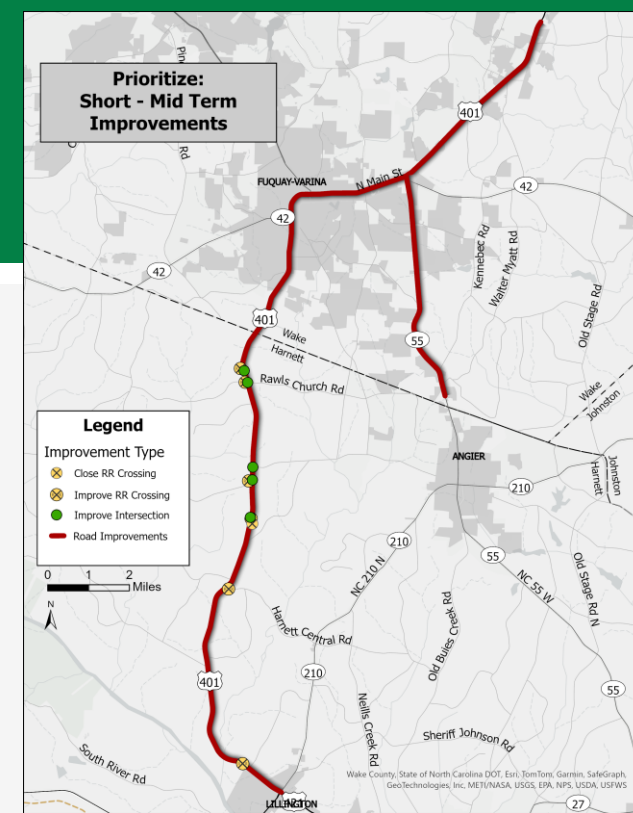 Prioritize:
Short - Mid Term
Improvements
401
N Main St
FUQUAY-VARINA
42
42
42
Kennebec Rd
Walter Myatt Rd
Old Stage Rd
401
55
Wake
Harnett
Rawls Church Rd
Wake
Johnston
Legend
Improvement Type
Close RR Crossing
Improve RR Crossing
Improve Intersection
Road Improvements
0 1 2
Miles
N
ANGIER
Johnston
Harnett
210
210
NC 210 N
55
NC 55 W
Old Stage Rd N
Harnett Central Rd
Old Buies Creek Rd
210
401
Neills Creek Rd
55
Sheriff Johnson Rd
South River Rd
Wake County, State of North Carolina DOT, Esri, TomTom, Garmin, SafeGraph,
GeoTechnologies, Inc, METI/NASA, USGS, EPA, NPS, USDA, USFWS
LILLINGTON
27